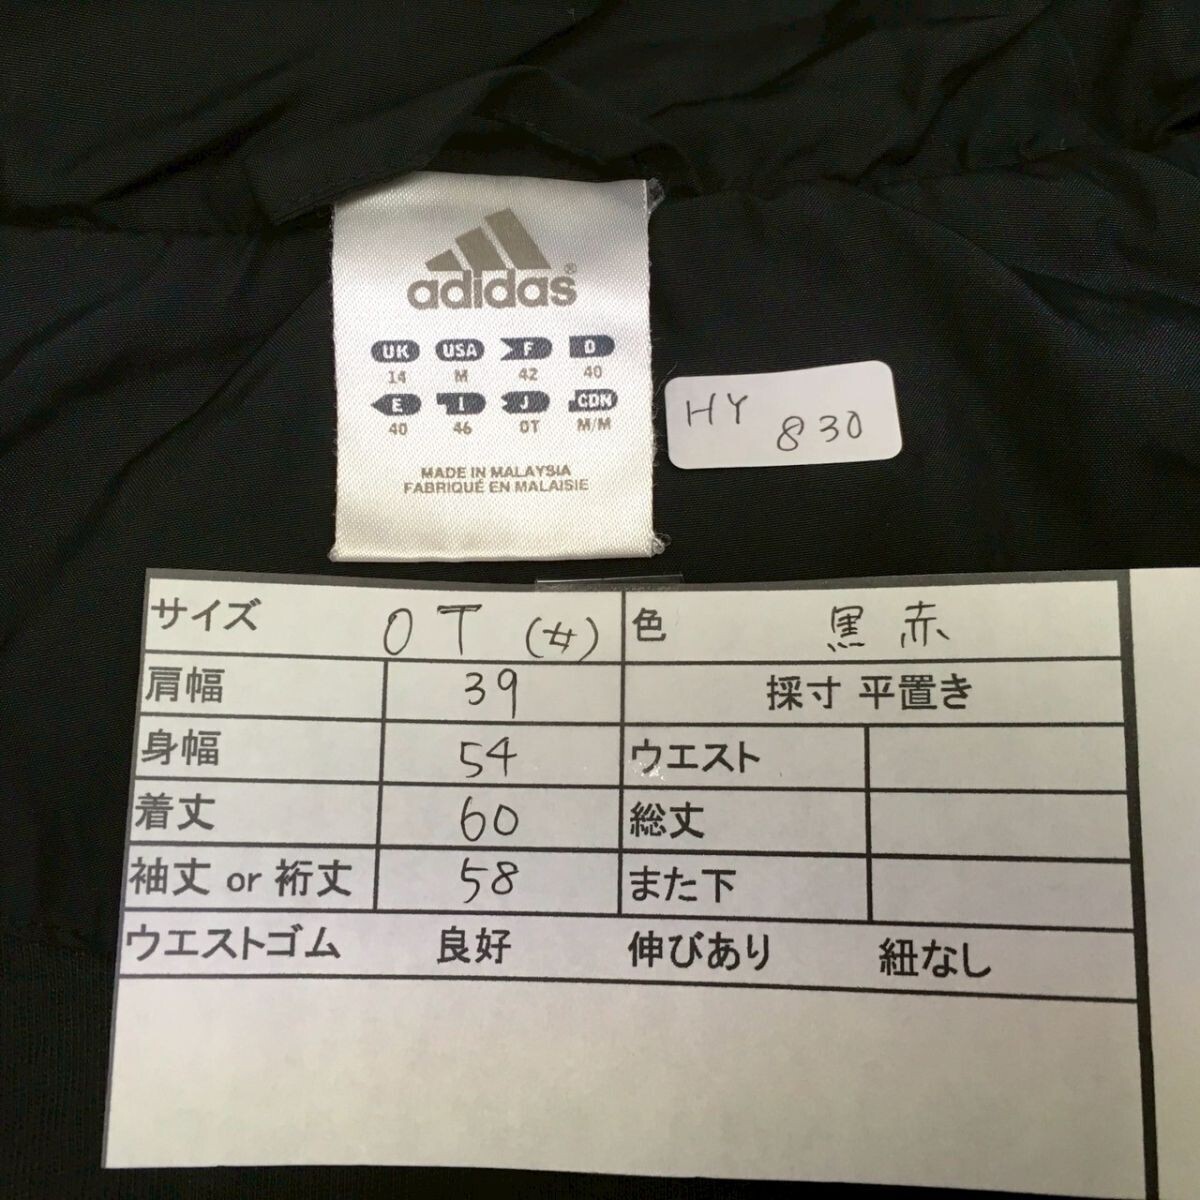 adidas®
UK USA F D
14 M 42 40
E I J CDN
40 46 OT M/M
MADE IN MALAYSIA
FABRIQUÉ EN MALAISIE
HY 830
サイズ OT (女) 色 黒 赤
肩幅 39 採寸 平置き
身幅 54 ウエスト
着丈 60 総丈
袖丈 or 裄丈 58 また下
ウエストゴム 良好 伸びあり 紐なし